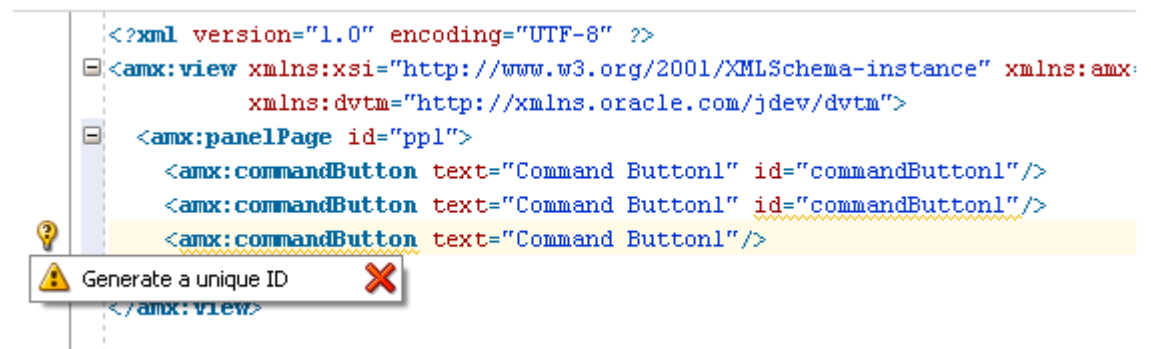 <?xml version="1.0" encoding="UTF-8" ?>
<amx:view xmlns:xsi="http://www.w3.org/2001/XMLSchema-instance" xmlns:amx
xmlns:dvtm="http://xmlns.oracle.com/jdev/dvtm">
<amx:panelPage id="pp1">
<amx:commandButton text="Command Button1" id="commandButton1"/>
<amx:commandButton text="Command Button1" id="commandButton1"/>
<amx:commandButton text="Command Button1"/>
Generate a unique ID
</amx:view>